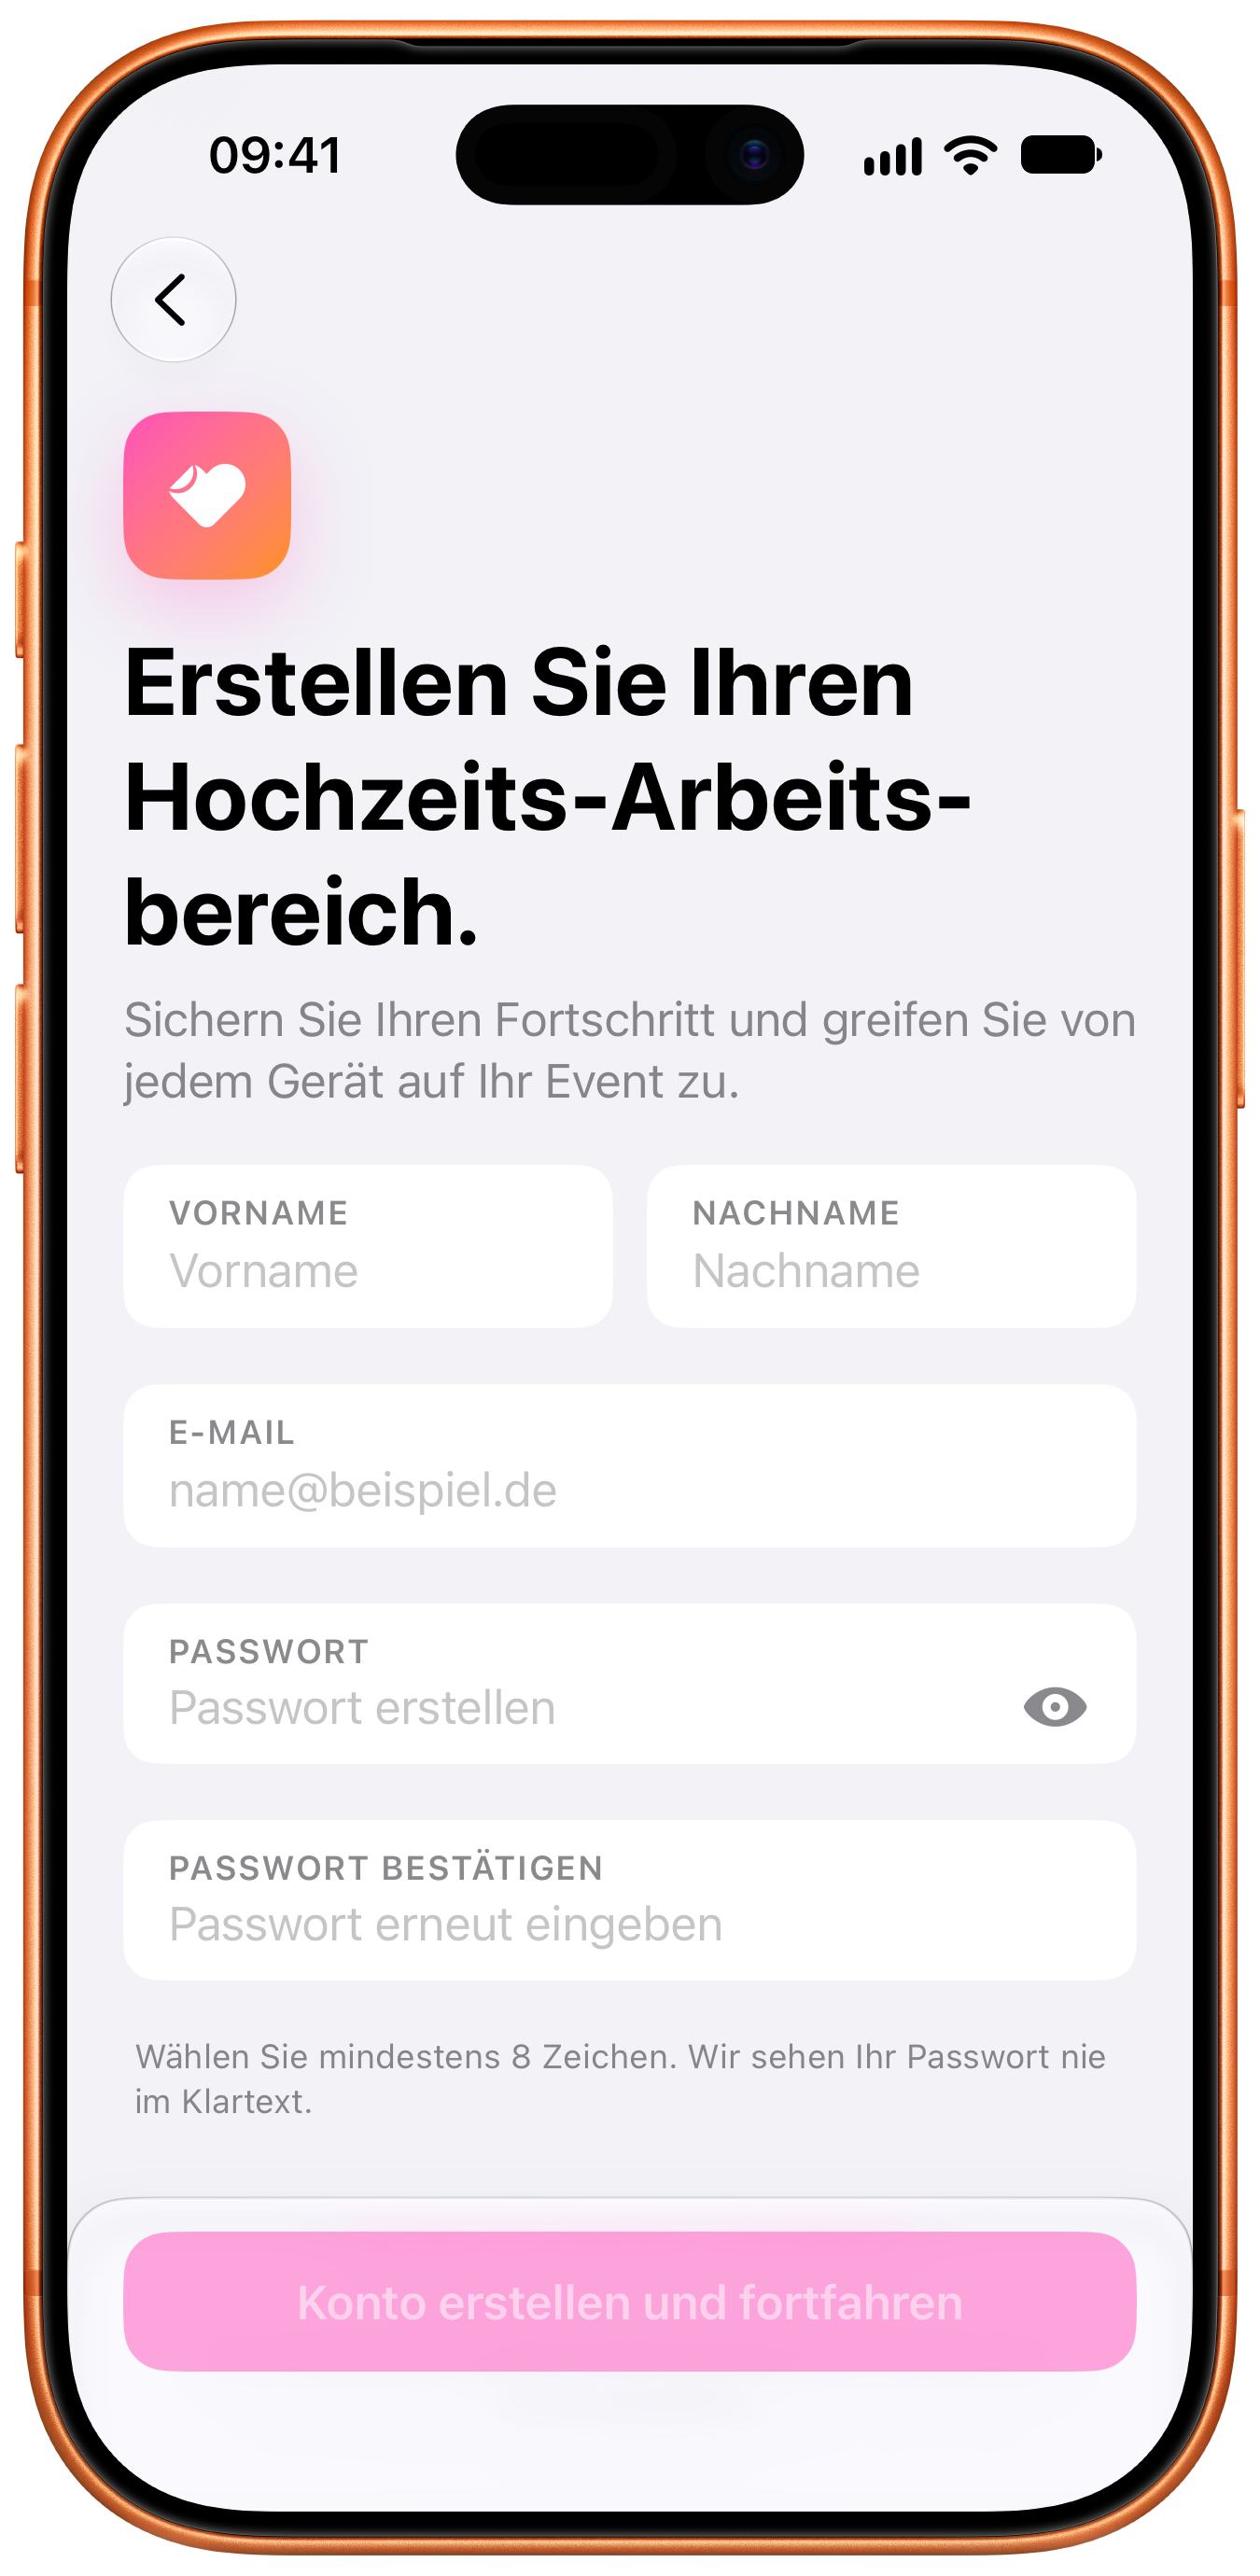 09:41
Erstellen Sie Ihren
Hochzeits-Arbeits-
bereich.
Sichern Sie Ihren Fortschritt und greifen Sie von
jedem Gerät auf Ihr Event zu.
VORNAME
Vorname
NACHNAME
Nachname
E-MAIL
name@beispiel.de
PASSWORT
Passwort erstellen
PASSWORT BESTÄTIGEN
Passwort erneut eingeben
Wählen Sie mindestens 8 Zeichen. Wir sehen Ihr Passwort nie
im Klartext.
Konto erstellen und fortfahren